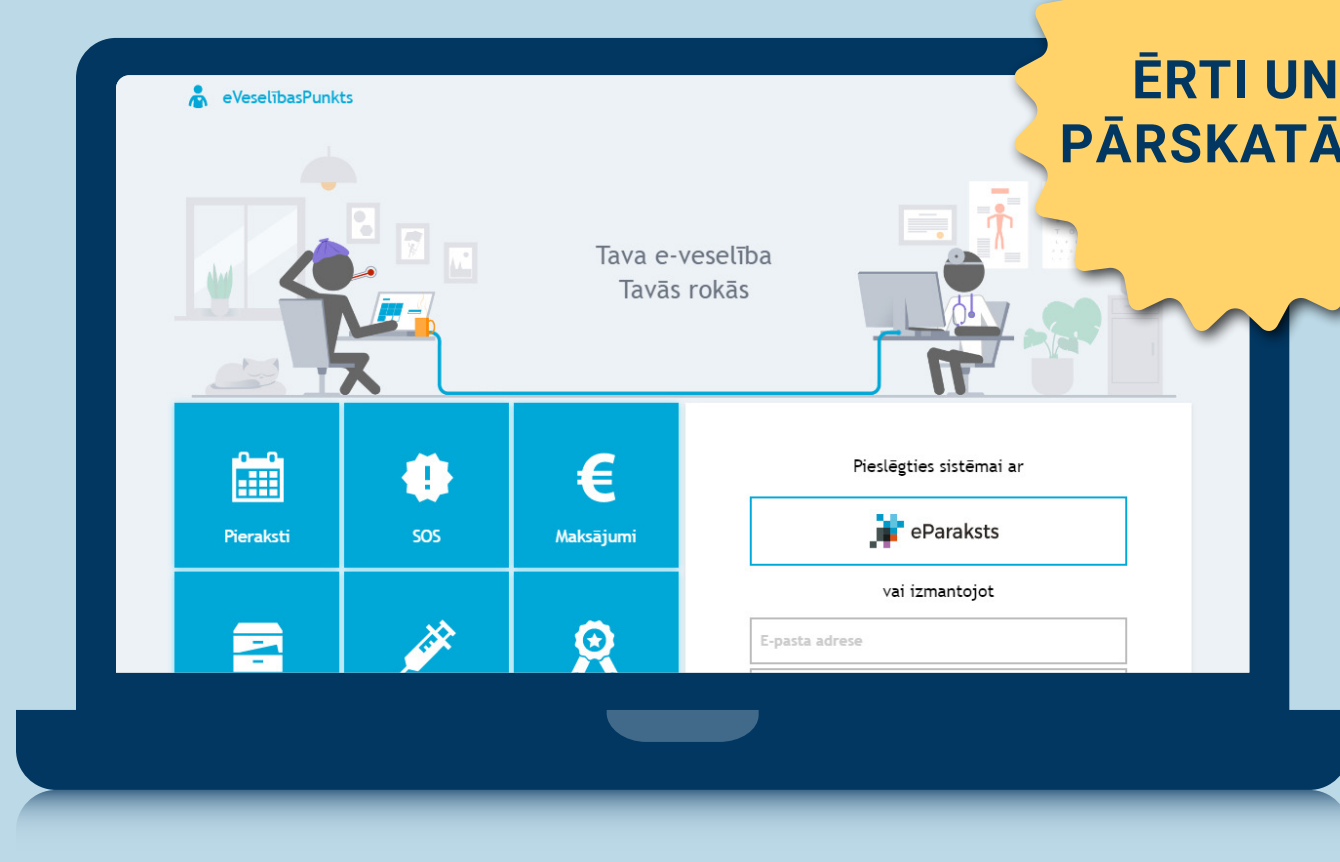 ĒRTI UN
PĀRSKATĀ
eVeselībasPunkts
Tava e-veselība
Tavās rokās
Pieraksti
SOS
Maksājumi
Pieslēgties sistēmai ar
eParaksts
vai izmantojot
E-pasta adrese